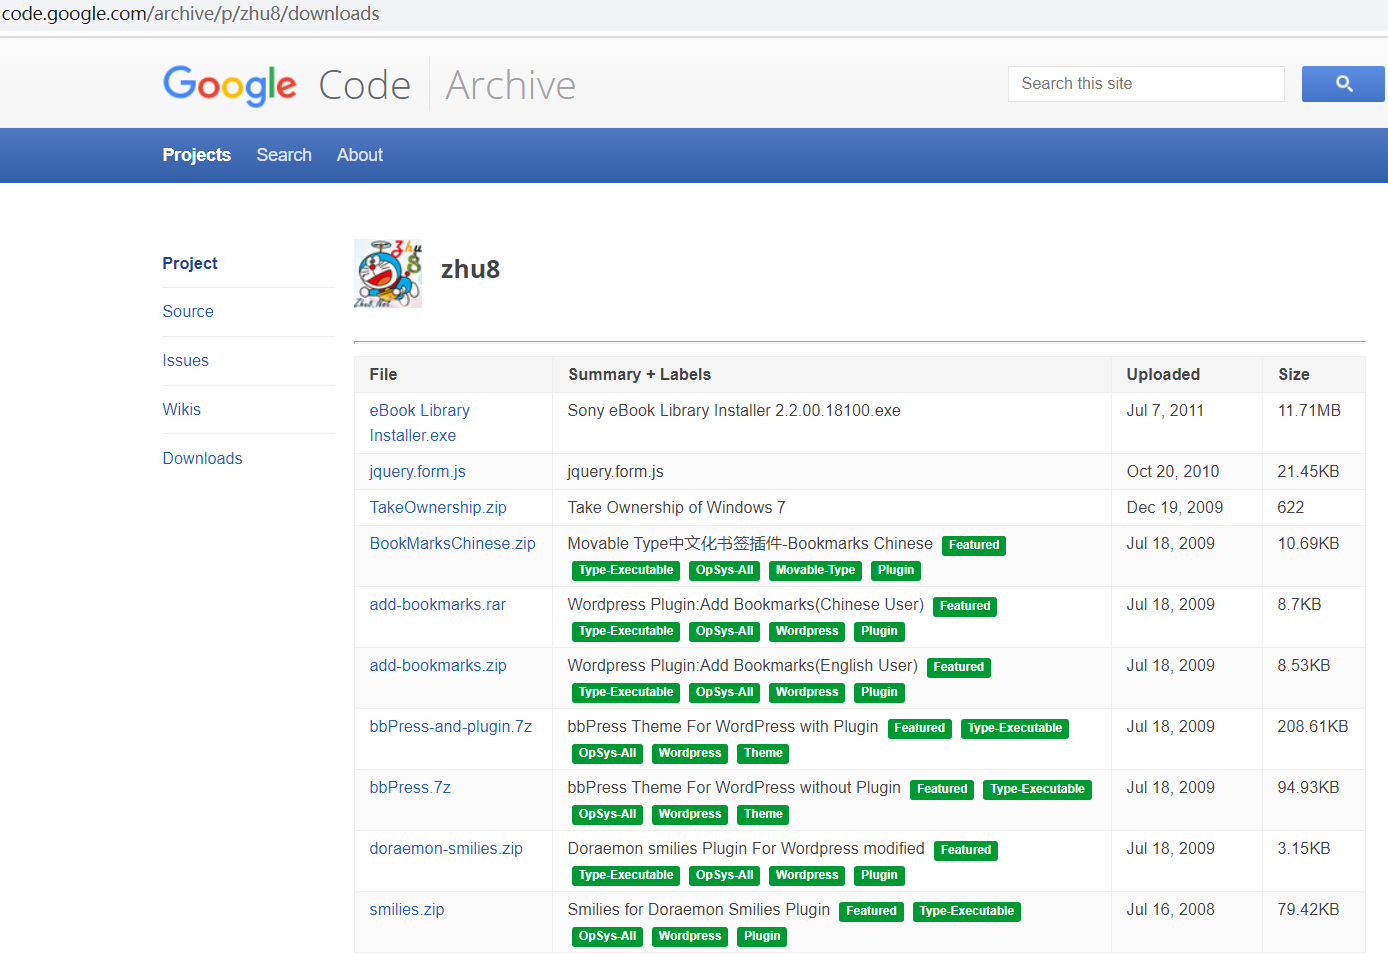 code.google.com/archive/p/zhu8/downloads
Google Code Archive
Search this site
Projects Search About
Project
Source
Issues
Wikis
Downloads
zhu8
zhu8
Zhu8.Net
File Summary + Labels Uploaded Size
eBook Library Sony eBook Library Installer 2.2.00.18100.exe Jul 7, 2011 11.71MB
Installer.exe
jquery.form.js jquery.form.js Oct 20, 2010 21.45KB
TakeOwnership.zip Take Ownership of Windows 7 Dec 19, 2009 622
BookMarksChinese.zip Movable Type中文化书签插件-Bookmarks Chinese Featured Jul 18, 2009 10.69KB
Type-Executable OpSys-All Movable-Type Plugin
add-bookmarks.rar Wordpress Plugin:Add Bookmarks(Chinese User) Featured Jul 18, 2009 8.7KB
Type-Executable OpSys-All Wordpress Plugin
add-bookmarks.zip Wordpress Plugin:Add Bookmarks(English User) Featured Jul 18, 2009 8.53KB
Type-Executable OpSys-All Wordpress Plugin
bbPress-and-plugin.7z bbPress Theme For WordPress with Plugin Featured Type-Executable Jul 18, 2009 208.61KB
OpSys-All Wordpress Theme
bbPress.7z bbPress Theme For WordPress without Plugin Featured Type-Executable Jul 18, 2009 94.93KB
OpSys-All Wordpress Theme
doraemon-smilies.zip Doraemon smilies Plugin For Wordpress modified Featured Jul 18, 2009 3.15KB
Type-Executable OpSys-All Wordpress Plugin
smilies.zip Smilies for Doraemon Smilies Plugin Featured Type-Executable Jul 16, 2008 79.42KB
OpSys-All Wordpress Plugin